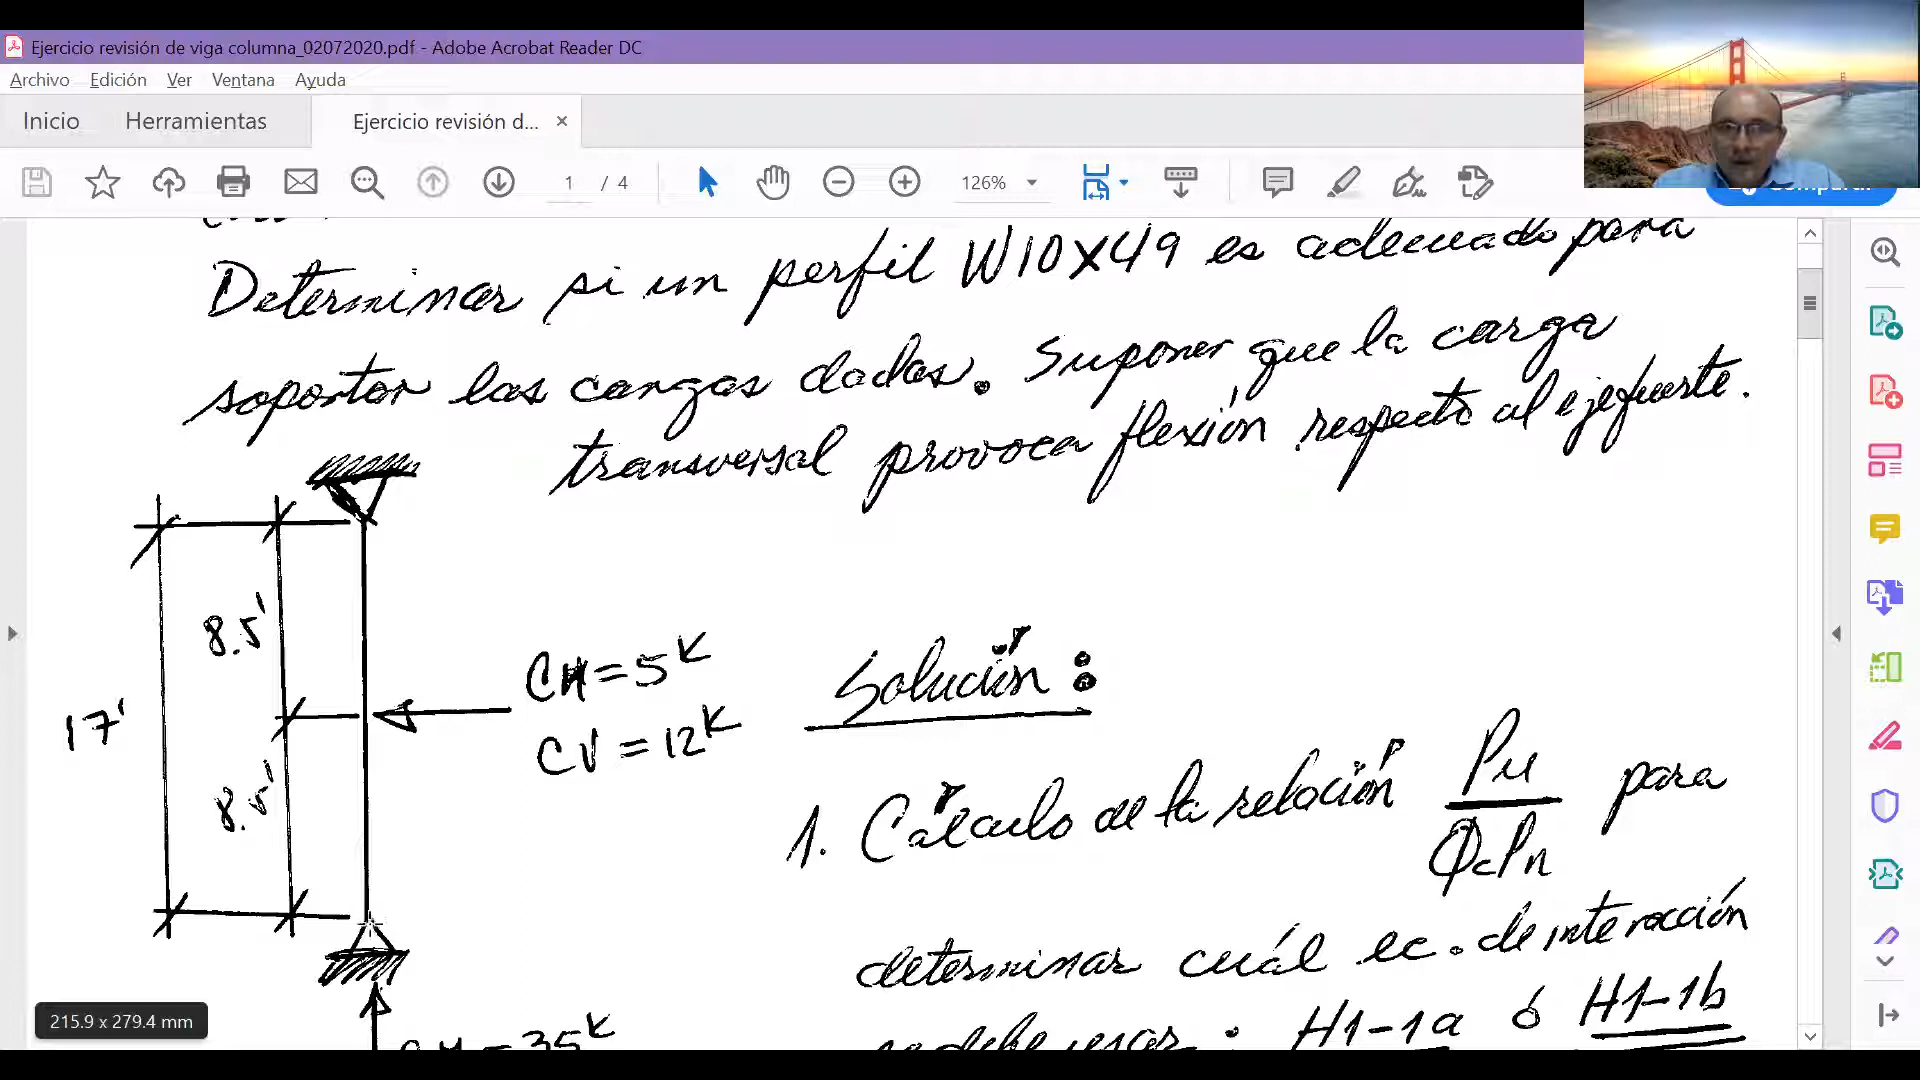 Ejercicio revisión de viga columna_02072020.pdf - Adobe Acrobat Reader DC
Archivo Edición Ver Ventana Ayuda
Inicio Herramientas Ejercicio revisión d... ×
1 / 4 126%
Determinar si un perfil W10X49 es adecuado para
soportar las cargas dadas. Suponer que la carga
transversal provoca flexión respecto al eje fuerte.
8.5'
17'
8.5'
CM = 5K
CV = 12K
Solución:
1. Cálculo de la relación Pu / ΦcPn para
determinar cuál ec. de interacción
se debe usar: H1-1a ó H1-1b
= 35K
215.9 x 279.4 mm